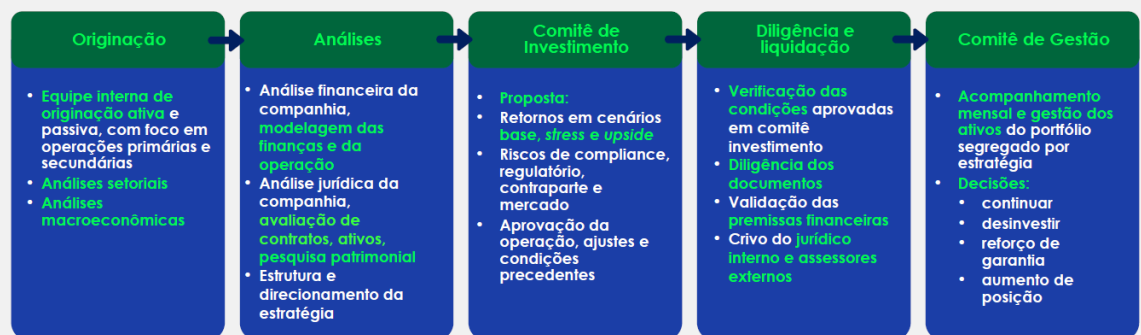 Originação
• Equipe interna de
originação ativa e
passiva, com foco em
operações primárias e
secundárias
• Análises setoriais
• Análises
macroeconômicas
Análises
• Análise financeira da
companhia,
modelagem das
finanças e da
operação
• Análise jurídica da
companhia,
avaliação de
contratos, ativos,
pesquisa patrimonial
• Estrutura e
direcionamento da
estratégia
Comitê de
Investimento
• Proposta:
• Retornos em cenários
base, stress e upside
• Riscos de compliance,
regulatório,
contraparte e
mercado
• Aprovação da
operação, ajustes e
condições
precedentes
Diligência e
liquidação
• Verificação das
condições aprovadas
em comitê
investimento
• Diligência dos
documentos
• Validação das
premissas financeiras
• Crivo do jurídico
interno e assessores
externos
Comitê de Gestão
• Acompanhamento
mensal e gestão dos
ativos do portfólio
segregado por
estratégia
• Decisões:
• continuar
• desinvestir
• reforço de
garantia
• aumento de
posição